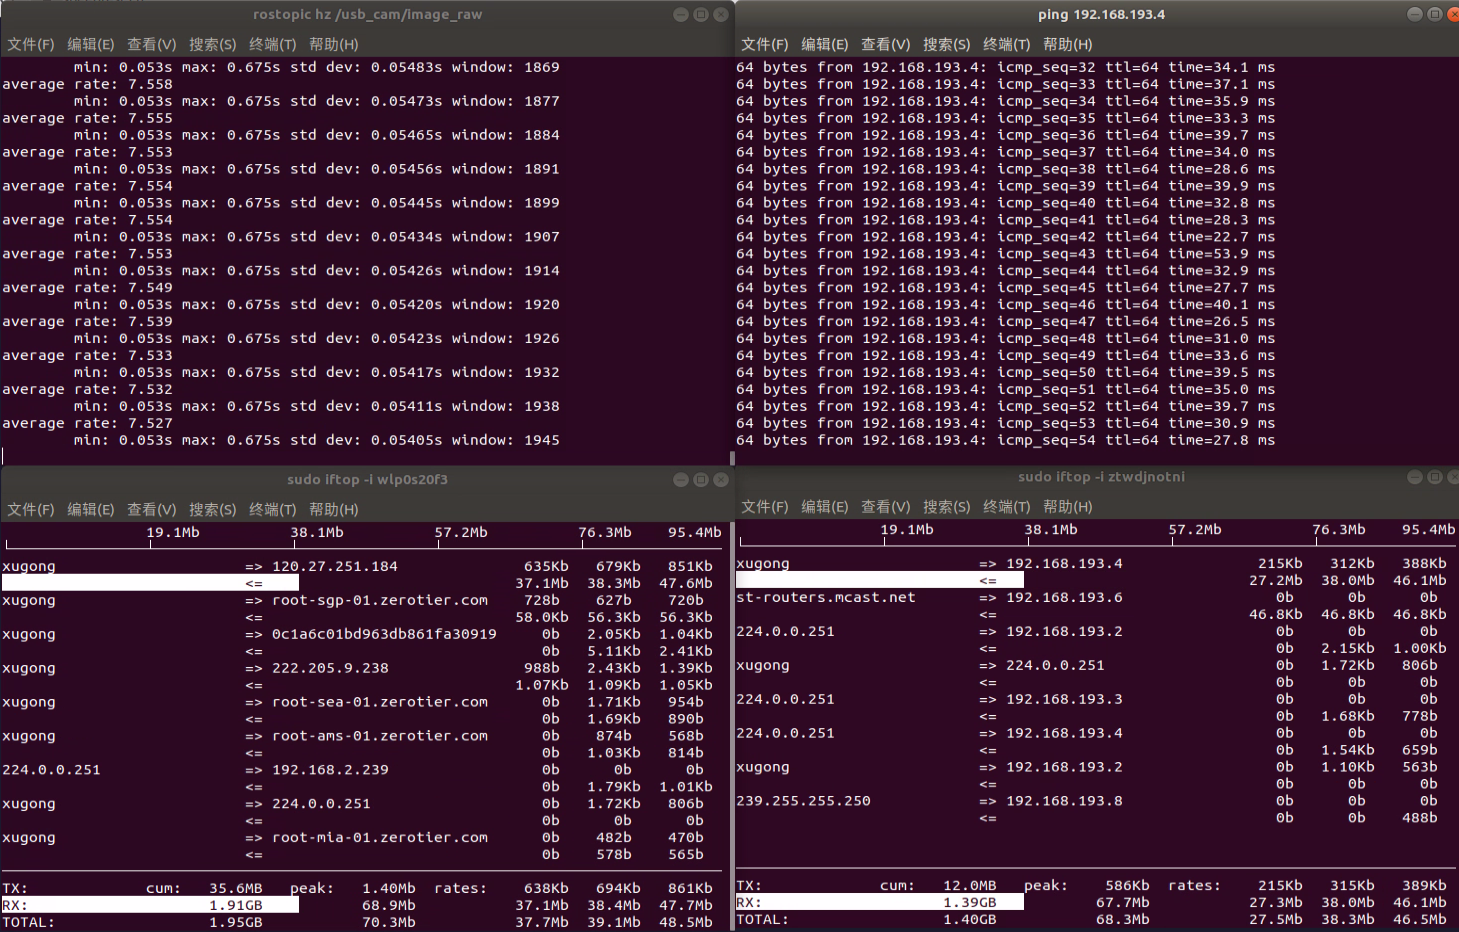 rostopic hz /usb_cam/image_raw
文件(F) 编辑(E) 查看(V) 搜索(S) 终端(T) 帮助(H)
min: 0.053s max: 0.675s std dev: 0.05483s window: 1869
average rate: 7.558
min: 0.053s max: 0.675s std dev: 0.05473s window: 1877
average rate: 7.555
min: 0.053s max: 0.675s std dev: 0.05465s window: 1884
average rate: 7.553
min: 0.053s max: 0.675s std dev: 0.05456s window: 1891
average rate: 7.554
min: 0.053s max: 0.675s std dev: 0.05445s window: 1899
average rate: 7.554
min: 0.053s max: 0.675s std dev: 0.05434s window: 1907
average rate: 7.553
min: 0.053s max: 0.675s std dev: 0.05426s window: 1914
average rate: 7.549
min: 0.053s max: 0.675s std dev: 0.05420s window: 1920
average rate: 7.539
min: 0.053s max: 0.675s std dev: 0.05423s window: 1926
average rate: 7.533
min: 0.053s max: 0.675s std dev: 0.05417s window: 1932
average rate: 7.532
min: 0.053s max: 0.675s std dev: 0.05411s window: 1938
average rate: 7.527
min: 0.053s max: 0.675s std dev: 0.05405s window: 1945
ping 192.168.193.4
文件(F) 编辑(E) 查看(V) 搜索(S) 终端(T) 帮助(H)
64 bytes from 192.168.193.4: icmp_seq=32 ttl=64 time=34.1 ms
64 bytes from 192.168.193.4: icmp_seq=33 ttl=64 time=37.1 ms
64 bytes from 192.168.193.4: icmp_seq=34 ttl=64 time=35.9 ms
64 bytes from 192.168.193.4: icmp_seq=35 ttl=64 time=33.3 ms
64 bytes from 192.168.193.4: icmp_seq=36 ttl=64 time=39.7 ms
64 bytes from 192.168.193.4: icmp_seq=37 ttl=64 time=34.0 ms
64 bytes from 192.168.193.4: icmp_seq=38 ttl=64 time=28.6 ms
64 bytes from 192.168.193.4: icmp_seq=39 ttl=64 time=39.9 ms
64 bytes from 192.168.193.4: icmp_seq=40 ttl=64 time=32.8 ms
64 bytes from 192.168.193.4: icmp_seq=41 ttl=64 time=28.3 ms
64 bytes from 192.168.193.4: icmp_seq=42 ttl=64 time=22.7 ms
64 bytes from 192.168.193.4: icmp_seq=43 ttl=64 time=53.9 ms
64 bytes from 192.168.193.4: icmp_seq=44 ttl=64 time=32.9 ms
64 bytes from 192.168.193.4: icmp_seq=45 ttl=64 time=27.7 ms
64 bytes from 192.168.193.4: icmp_seq=46 ttl=64 time=40.1 ms
64 bytes from 192.168.193.4: icmp_seq=47 ttl=64 time=26.5 ms
64 bytes from 192.168.193.4: icmp_seq=48 ttl=64 time=31.0 ms
64 bytes from 192.168.193.4: icmp_seq=49 ttl=64 time=33.6 ms
64 bytes from 192.168.193.4: icmp_seq=50 ttl=64 time=39.5 ms
64 bytes from 192.168.193.4: icmp_seq=51 ttl=64 time=35.0 ms
64 bytes from 192.168.193.4: icmp_seq=52 ttl=64 time=39.7 ms
64 bytes from 192.168.193.4: icmp_seq=53 ttl=64 time=30.9 ms
64 bytes from 192.168.193.4: icmp_seq=54 ttl=64 time=27.8 ms
sudo iftop -i wlp0s20f3
文件(F) 编辑(E) 查看(V) 搜索(S) 终端(T) 帮助(H)
19.1Mb 38.1Mb 57.2Mb 76.3Mb 95.4Mb
xugong => 120.27.251.184 635Kb 679Kb 851Kb
<= 37.1Mb 38.3Mb 47.6Mb
xugong => root-sgp-01.zerotier.com 728b 627b 720b
<= 58.0Kb 56.3Kb 56.3Kb
xugong => 0c1a6c01bd963db861fa30919 0b 2.05Kb 1.04Kb
<= 0b 5.11Kb 2.41Kb
xugong => 222.205.9.238 988b 2.43Kb 1.39Kb
<= 1.07Kb 1.09Kb 1.05Kb
xugong => root-sea-01.zerotier.com 0b 1.71Kb 954b
<= 0b 1.69Kb 890b
xugong => root-ams-01.zerotier.com 0b 874b 568b
<= 0b 1.03Kb 814b
224.0.0.251 => 192.168.2.239 0b 0b 0b
<= 0b 1.79Kb 1.01Kb
xugong => 224.0.0.251 0b 1.72Kb 806b
<= 0b 0b 0b
xugong => root-mia-01.zerotier.com 0b 482b 470b
<= 0b 578b 565b
TX: cum: 35.6MB peak: 1.40Mb rates: 638Kb 694Kb 861Kb
RX: 1.91GB 68.9Mb 37.1Mb 38.4Mb 47.7Mb
TOTAL: 1.95GB 70.3Mb 37.7Mb 39.1Mb 48.5Mb
sudo iftop -i ztwdjnotni
文件(F) 编辑(E) 查看(V) 搜索(S) 终端(T) 帮助(H)
19.1Mb 38.1Mb 57.2Mb 76.3Mb 95.4Mb
xugong => 192.168.193.4 215Kb 312Kb 388Kb
<= 27.2Mb 38.0Mb 46.1Mb
st-routers.mcast.net => 192.168.193.6 0b 0b 0b
<= 46.8Kb 46.8Kb 46.8Kb
224.0.0.251 => 192.168.193.2 0b 0b 0b
<= 0b 2.15Kb 1.00Kb
xugong => 224.0.0.251 0b 1.72Kb 806b
<= 0b 0b 0b
224.0.0.251 => 192.168.193.3 0b 0b 0b
<= 0b 1.68Kb 778b
224.0.0.251 => 192.168.193.4 0b 0b 0b
<= 0b 1.54Kb 659b
xugong => 192.168.193.2 0b 1.10Kb 563b
<= 0b 0b 0b
239.255.255.250 => 192.168.193.8 0b 0b 0b
<= 0b 0b 488b
TX: cum: 12.0MB peak: 586Kb rates: 215Kb 315Kb 389Kb
RX: 1.39GB 67.7Mb 27.3Mb 38.0Mb 46.1Mb
TOTAL: 1.40GB 68.3Mb 27.5Mb 38.3Mb 46.5Mb